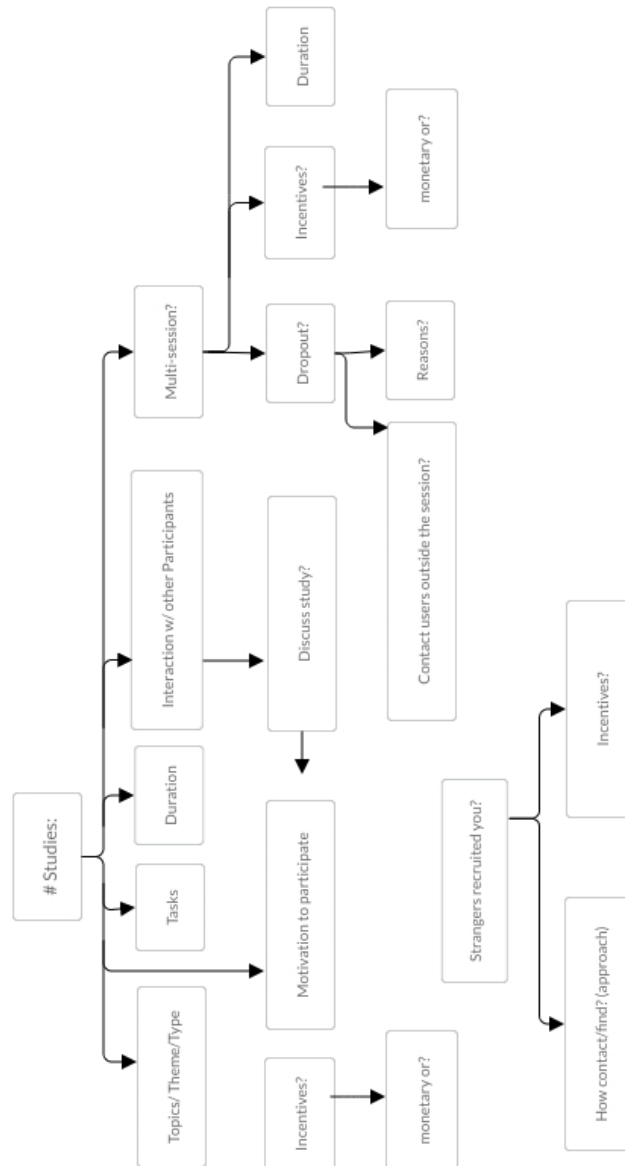 # Studies:
Topics/ Theme/Type
Tasks
Duration
Interaction w/ other Participants
Multi-session?
Incentives?
Motivation to participate
Discuss study?
Dropout?
Incentives?
Duration
monetary or?
Contact users outside the session?
Reasons?
monetary or?
Strangers recruited you?
How contact/find? (approach)
Incentives?